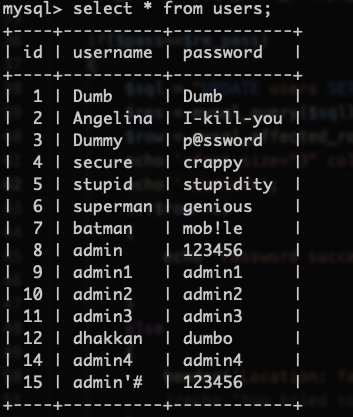 mysql> select * from users;
+----+----------+------------+
| id | username | password   |
+----+----------+------------+
|  1 | Dumb     | Dumb       |
|  2 | Angelina | I-kill-you |
|  3 | Dummy    | p@ssword   |
|  4 | secure   | crappy     |
|  5 | stupid   | stupidity  |
|  6 | superman | genious    |
|  7 | batman   | mob!le     |
|  8 | admin    | 123456     |
|  9 | admin1   | admin1     |
| 10 | admin2   | admin2     |
| 11 | admin3   | admin3     |
| 12 | dhakkan  | dumbo      |
| 14 | admin4   | admin4     |
| 15 | admin'#  | 123456     |
+----+----------+------------+